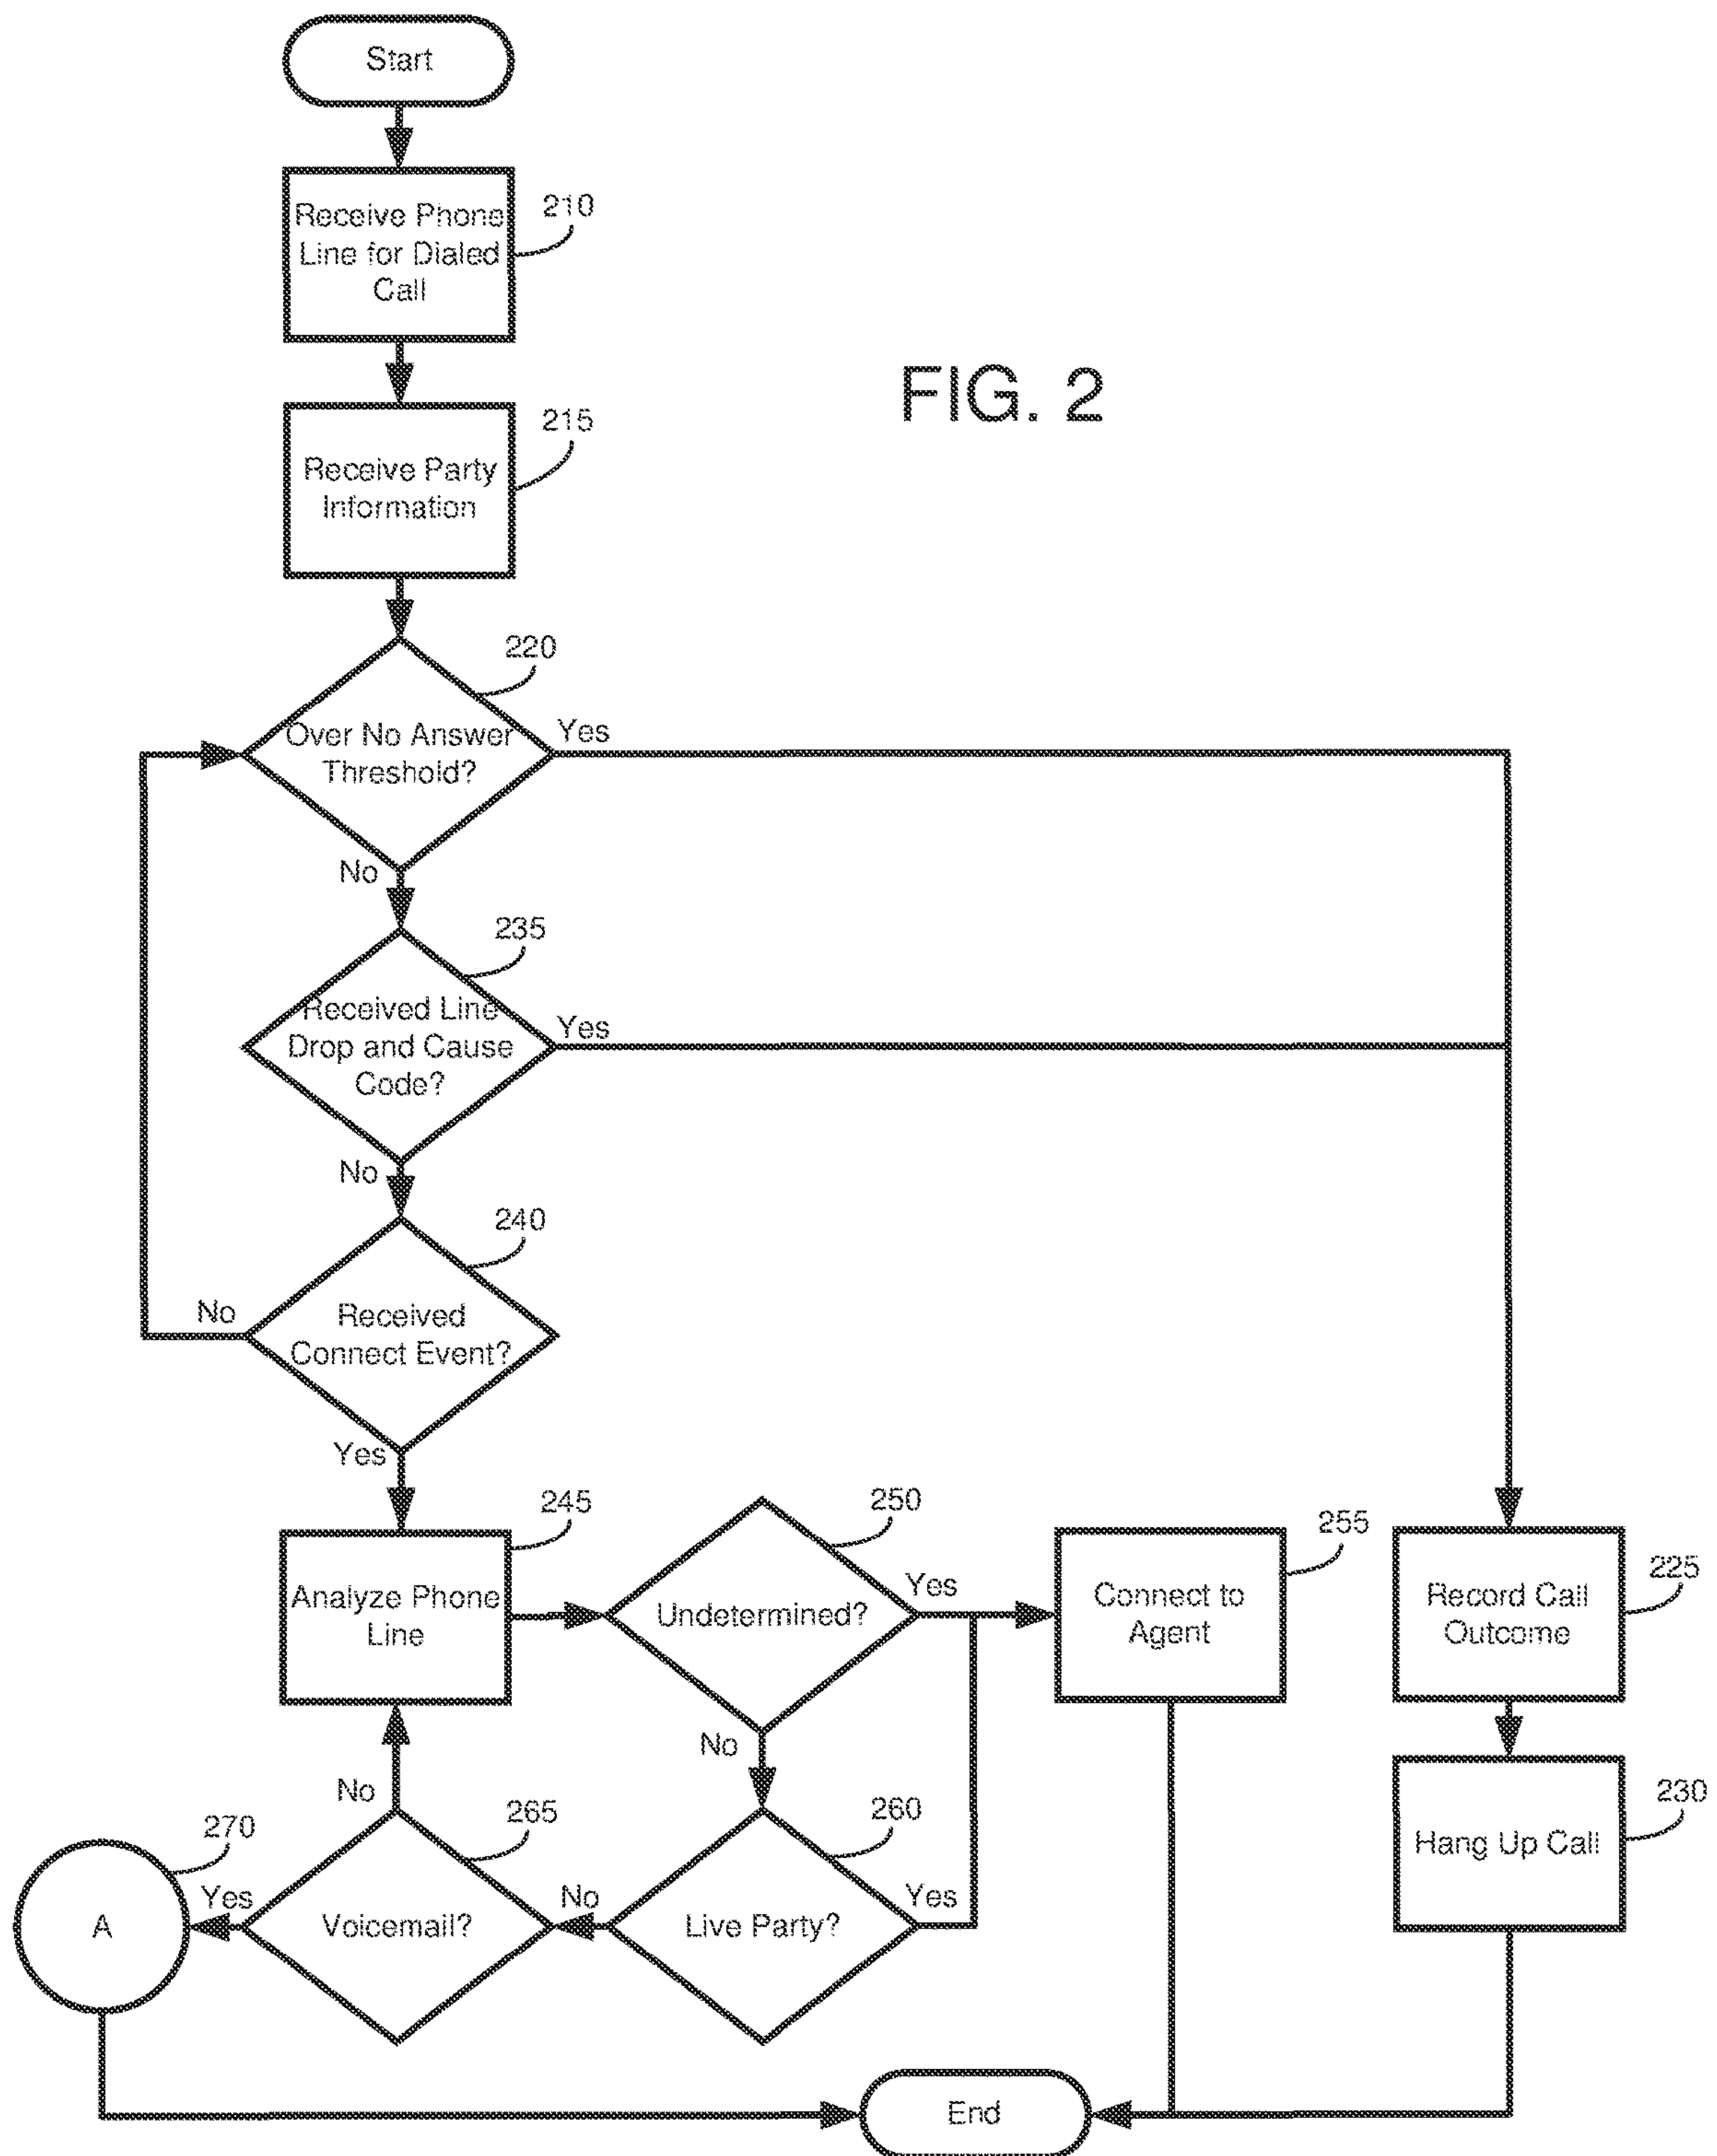 Start
Receive Phone
Line for Dialed
Call
210
FIG. 2
Receive Party
Information
215
220
Over No Answer
Threshold?
Yes
No
235
Received Line
Drop and Cause
Code?
Yes
No
240
Received
Connect Event?
No
Yes
245
Analyze Phone
Line
250
Undetermined?
Yes
No
255
Connect to
Agent
225
Record Call
Outcome
230
Hang Up Call
260
Live Party?
Yes
No
265
Voicemail?
No
Yes
270
A
End